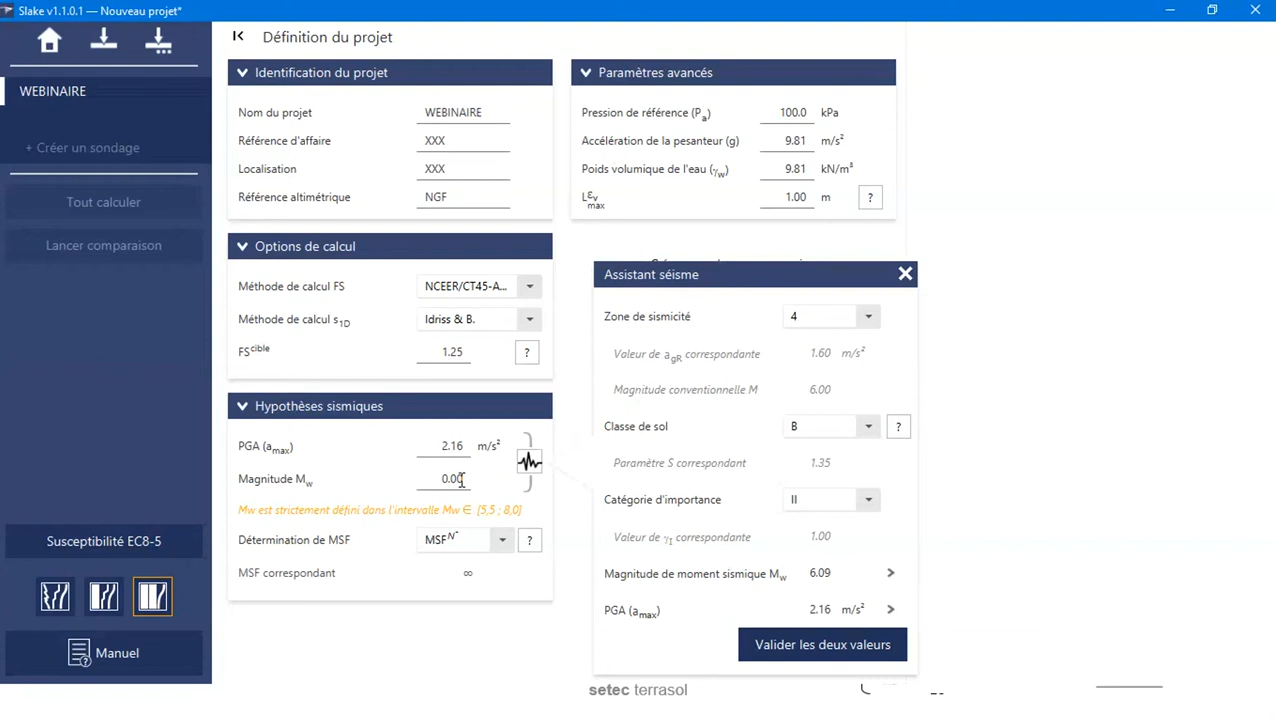 Slake v1.1.0.1 — Nouveau projet*
WEBINAIRE
+ Créer un sondage
Tout calculer
Lancer comparaison
Susceptibilité EC8-5
Manuel
Définition du projet
Identification du projet
Nom du projet WEBINAIRE
Référence d'affaire XXX
Localisation XXX
Référence altimétrique NGF
Options de calcul
Méthode de calcul FS NCEER/CT45-A...
Méthode de calcul s1D Idriss & B.
FScible 1.25 ?
Hypothèses sismiques
PGA (amax) 2.16 m/s²
Magnitude Mw 0.00
Mw est strictement défini dans l'intervalle Mw ∈ [5,5 ; 8,0]
Détermination de MSF MSF N- ?
MSF correspondant ∞
Paramètres avancés
Pression de référence (Pa) 100.0 kPa
Accélération de la pesanteur (g) 9.81 m/s²
Poids volumique de l'eau (γw) 9.81 kN/m³
Lεv max 1.00 m ?
Assistant séisme
Zone de sismicité 4
Valeur de agR correspondante 1.60 m/s²
Magnitude conventionnelle M 6.00
Classe de sol B ?
Paramètre S correspondant 1.35
Catégorie d'importance II
Valeur de γI correspondante 1.00
Magnitude de moment sismique Mw 6.09 >
PGA (amax) 2.16 m/s² >
Valider les deux valeurs
setec terrasol